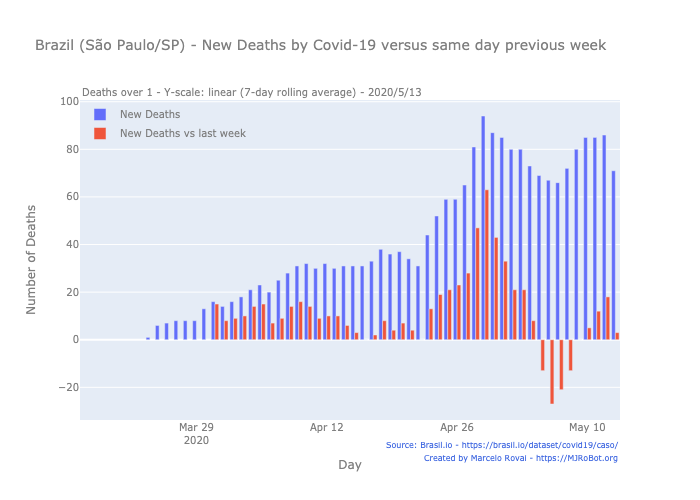 Brazil (São Paulo/SP) - New Deaths by Covid-19 versus same day previous week
Deaths over 1 - Y-scale: linear (7-day rolling average) - 2020/5/13
New Deaths
New Deaths vs last week
Number of Deaths
100
80
60
40
20
0
−20
Mar 29
2020
Apr 12
Apr 26
May 10
Day
Source: Brasil.io - https://brasil.io/dataset/covid19/caso/
Created by Marcelo Rovai - https://MJRoBot.org